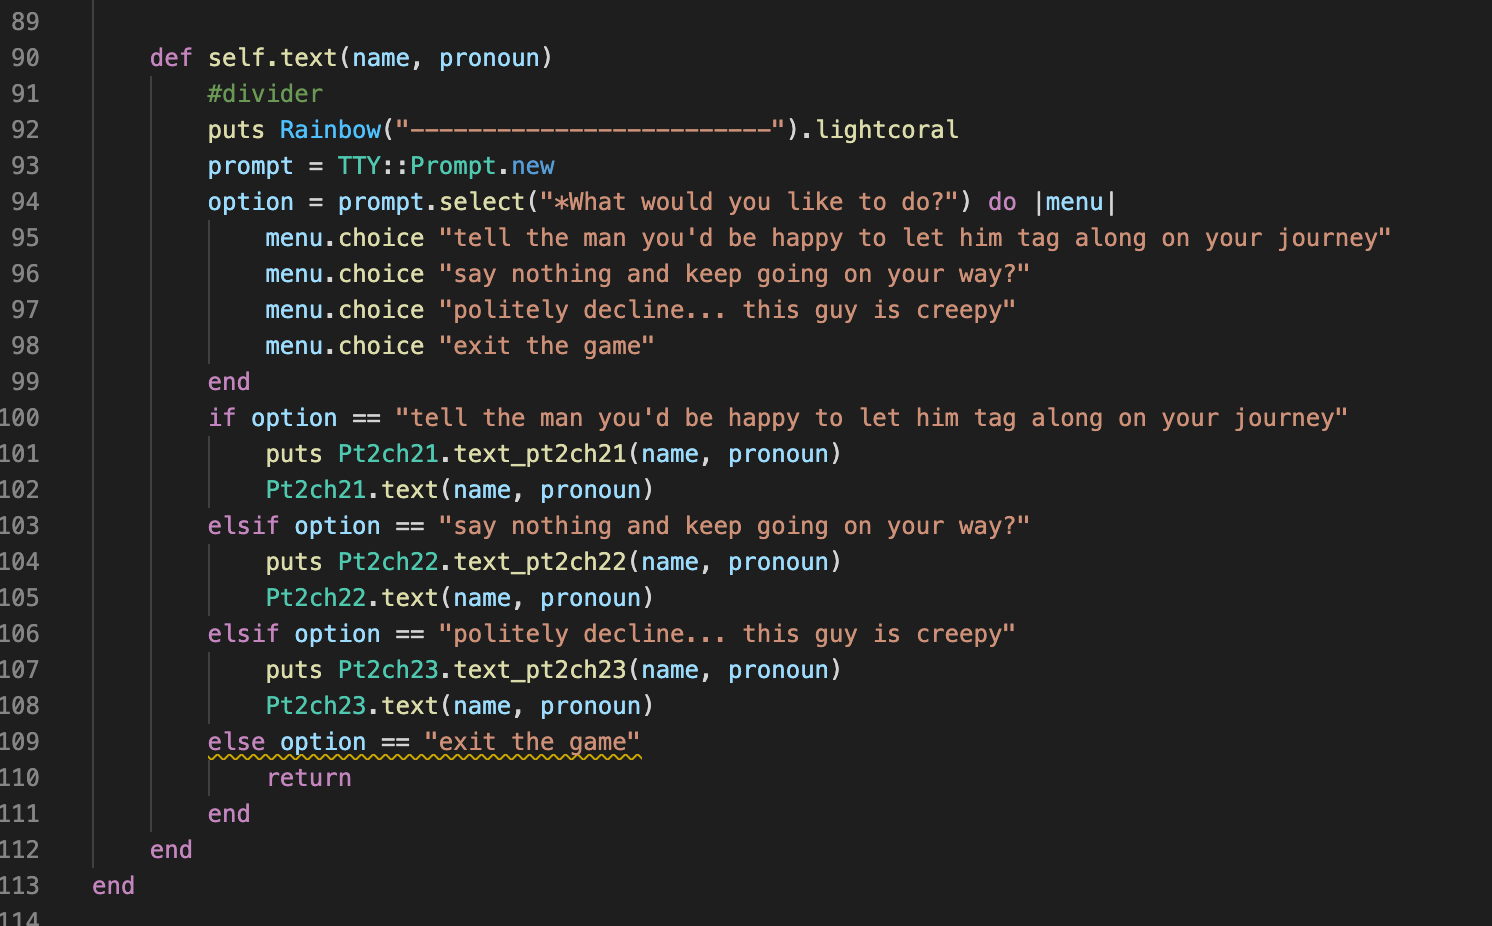 89
90 def self.text(name, pronoun)
91 #divider
92 puts Rainbow("-------------------------").lightcoral
93 prompt = TTY::Prompt.new
94 option = prompt.select("*What would you like to do?") do |menu|
95 menu.choice "tell the man you'd be happy to let him tag along on your journey"
96 menu.choice "say nothing and keep going on your way?"
97 menu.choice "politely decline... this guy is creepy"
98 menu.choice "exit the game"
99 end
100 if option == "tell the man you'd be happy to let him tag along on your journey"
101 puts Pt2ch21.text_pt2ch21(name, pronoun)
102 Pt2ch21.text(name, pronoun)
103 elsif option == "say nothing and keep going on your way?"
104 puts Pt2ch22.text_pt2ch22(name, pronoun)
105 Pt2ch22.text(name, pronoun)
106 elsif option == "politely decline... this guy is creepy"
107 puts Pt2ch23.text_pt2ch23(name, pronoun)
108 Pt2ch23.text(name, pronoun)
109 else option == "exit the game"
110 return
111 end
112 end
113 end
114